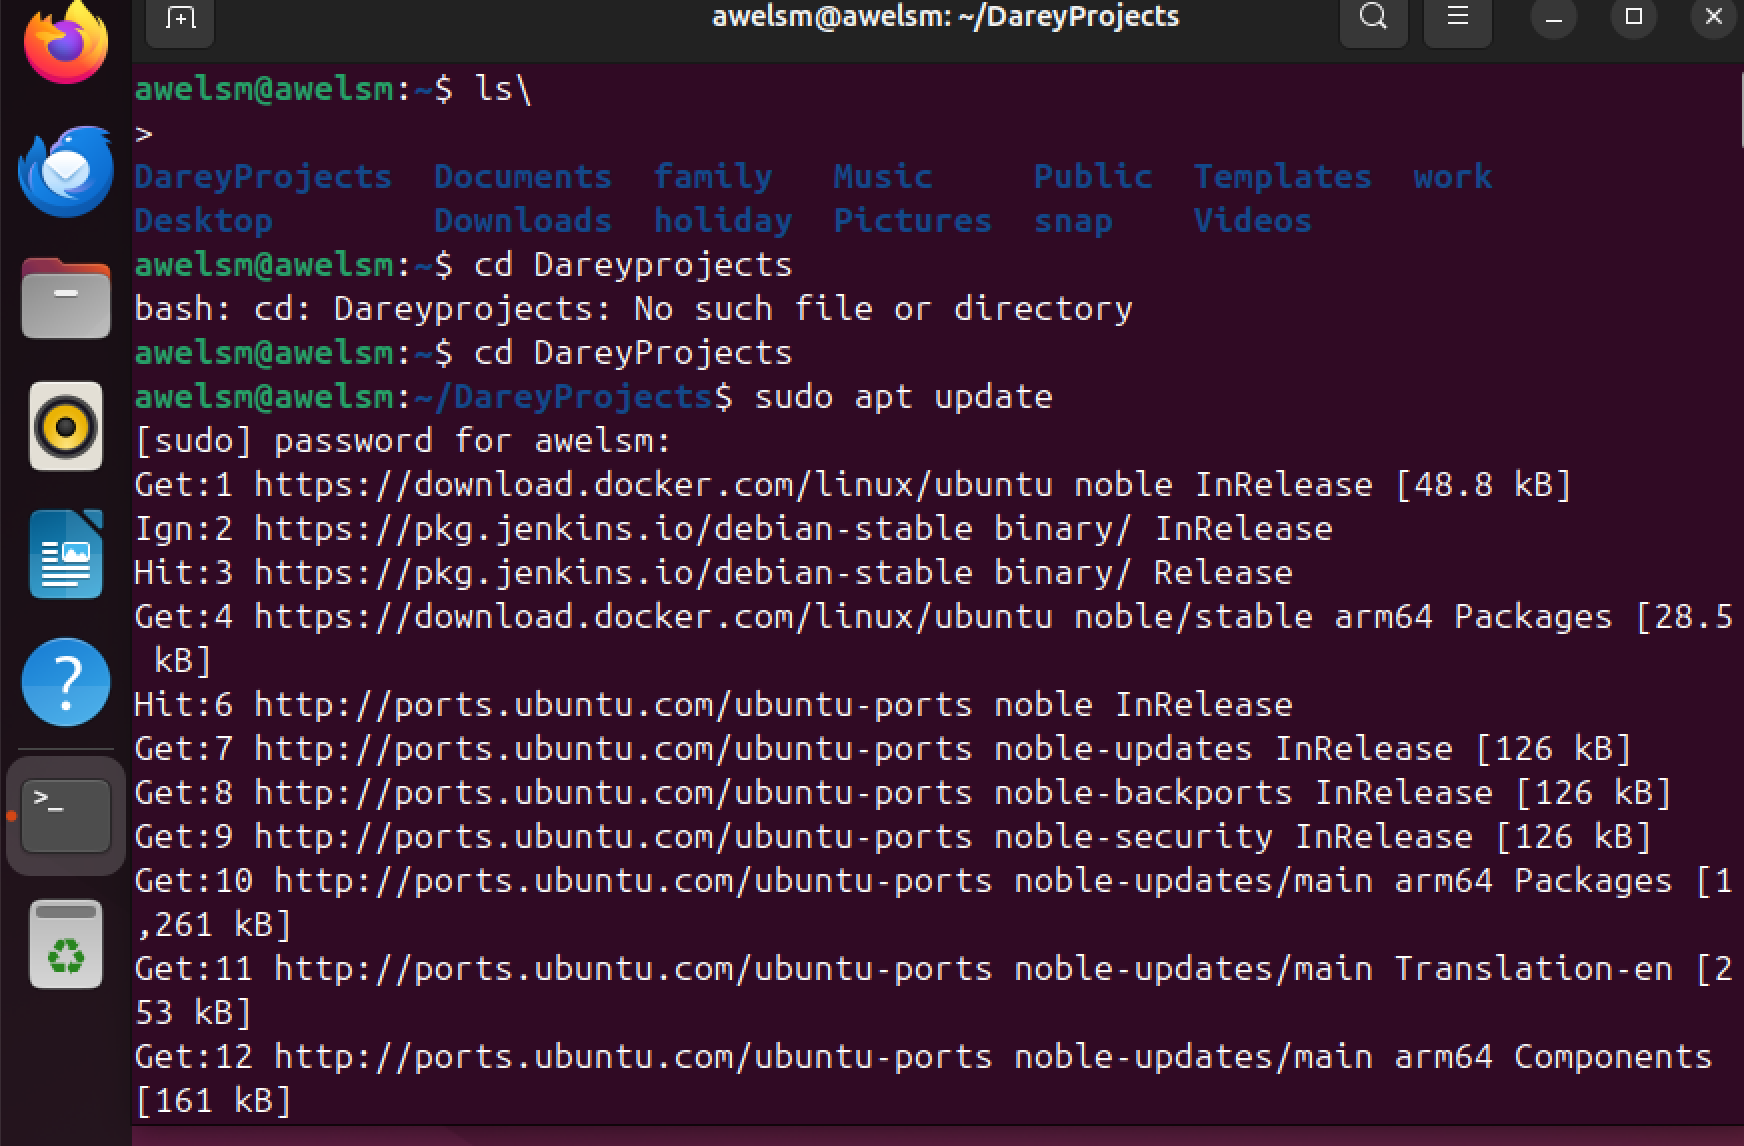 awelsm@awelsm: ~/DareyProjects
awelsm@awelsm:~$ ls\
>
DareyProjects  Documents  family   Music     Public  Templates  work
Desktop        Downloads  holiday  Pictures  snap    Videos
awelsm@awelsm:~$ cd Dareyprojects
bash: cd: Dareyprojects: No such file or directory
awelsm@awelsm:~$ cd DareyProjects
awelsm@awelsm:~/DareyProjects$ sudo apt update
[sudo] password for awelsm:
Get:1 https://download.docker.com/linux/ubuntu noble InRelease [48.8 kB]
Ign:2 https://pkg.jenkins.io/debian-stable binary/ InRelease
Hit:3 https://pkg.jenkins.io/debian-stable binary/ Release
Get:4 https://download.docker.com/linux/ubuntu noble/stable arm64 Packages [28.5
 kB]
Hit:6 http://ports.ubuntu.com/ubuntu-ports noble InRelease
Get:7 http://ports.ubuntu.com/ubuntu-ports noble-updates InRelease [126 kB]
Get:8 http://ports.ubuntu.com/ubuntu-ports noble-backports InRelease [126 kB]
Get:9 http://ports.ubuntu.com/ubuntu-ports noble-security InRelease [126 kB]
Get:10 http://ports.ubuntu.com/ubuntu-ports noble-updates/main arm64 Packages [1
,261 kB]
Get:11 http://ports.ubuntu.com/ubuntu-ports noble-updates/main Translation-en [2
53 kB]
Get:12 http://ports.ubuntu.com/ubuntu-ports noble-updates/main arm64 Components
[161 kB]